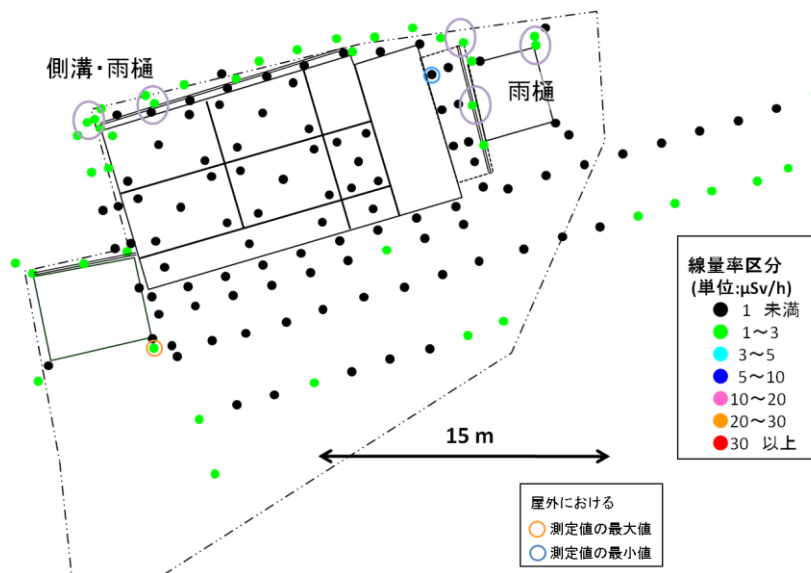 側溝・雨樋
雨樋
線量率区分
(単位:μSv/h)
1 未満
1～3
3～5
5～10
10～20
20～30
30 以上
15 m
屋外における
測定値の最大値
測定値の最小値